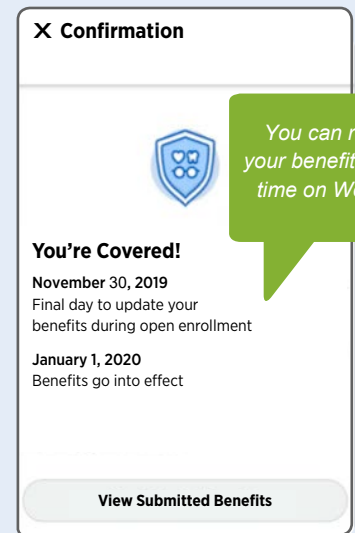 X Confirmation
You can
your
time on
You're Covered!
November 30, 2019
Final day to update your
benefits during open enrollment
January 1, 2020
Benefits go into effect
View Submitted Benefits